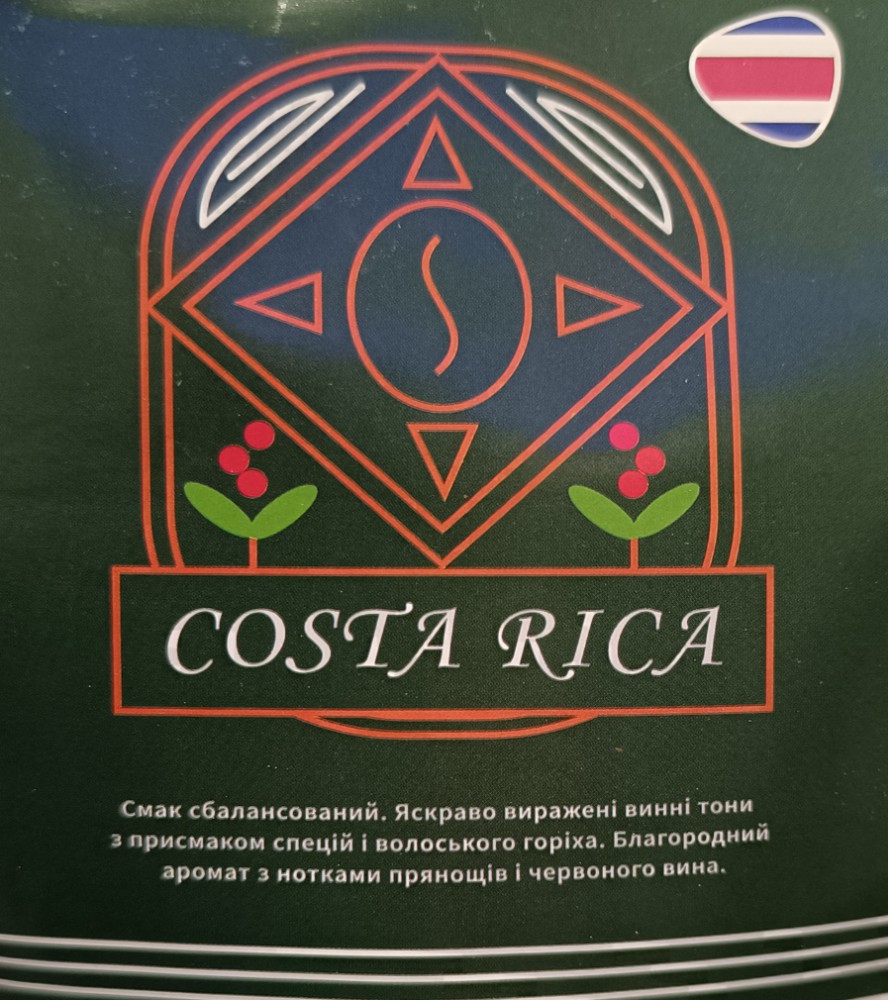 COSTA RICA
Смак сбалансований. Яскраво виражені винні тони
з присмаком спецій і волоського горіха. Благородний
аромат з нотками прянощів і червоного вина.